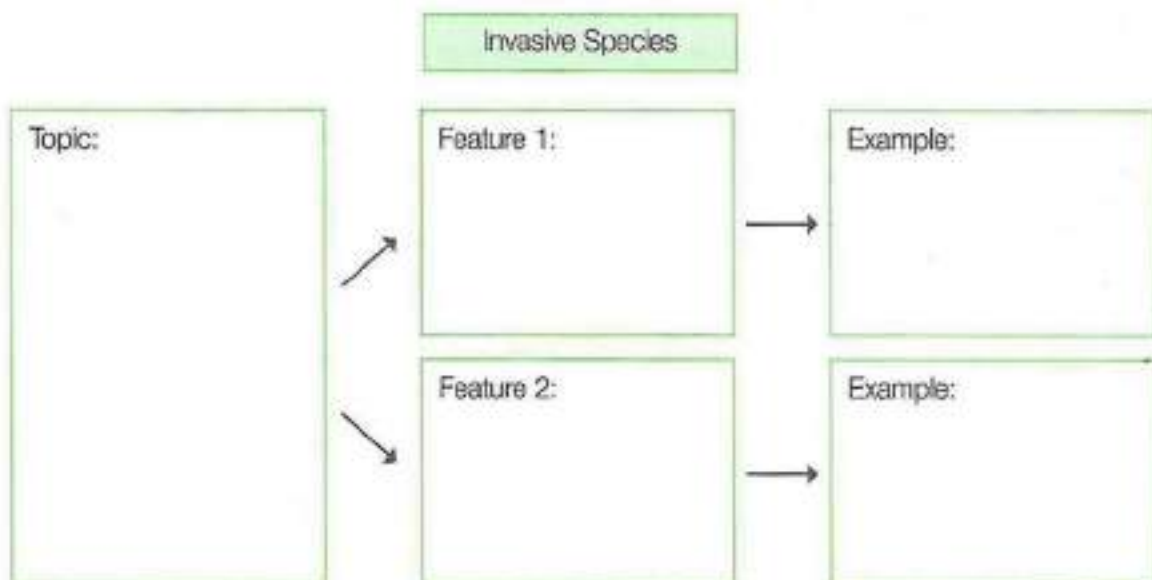 Invasive Species
Topic:
Feature 1:
Example:
Feature 2:
Example: